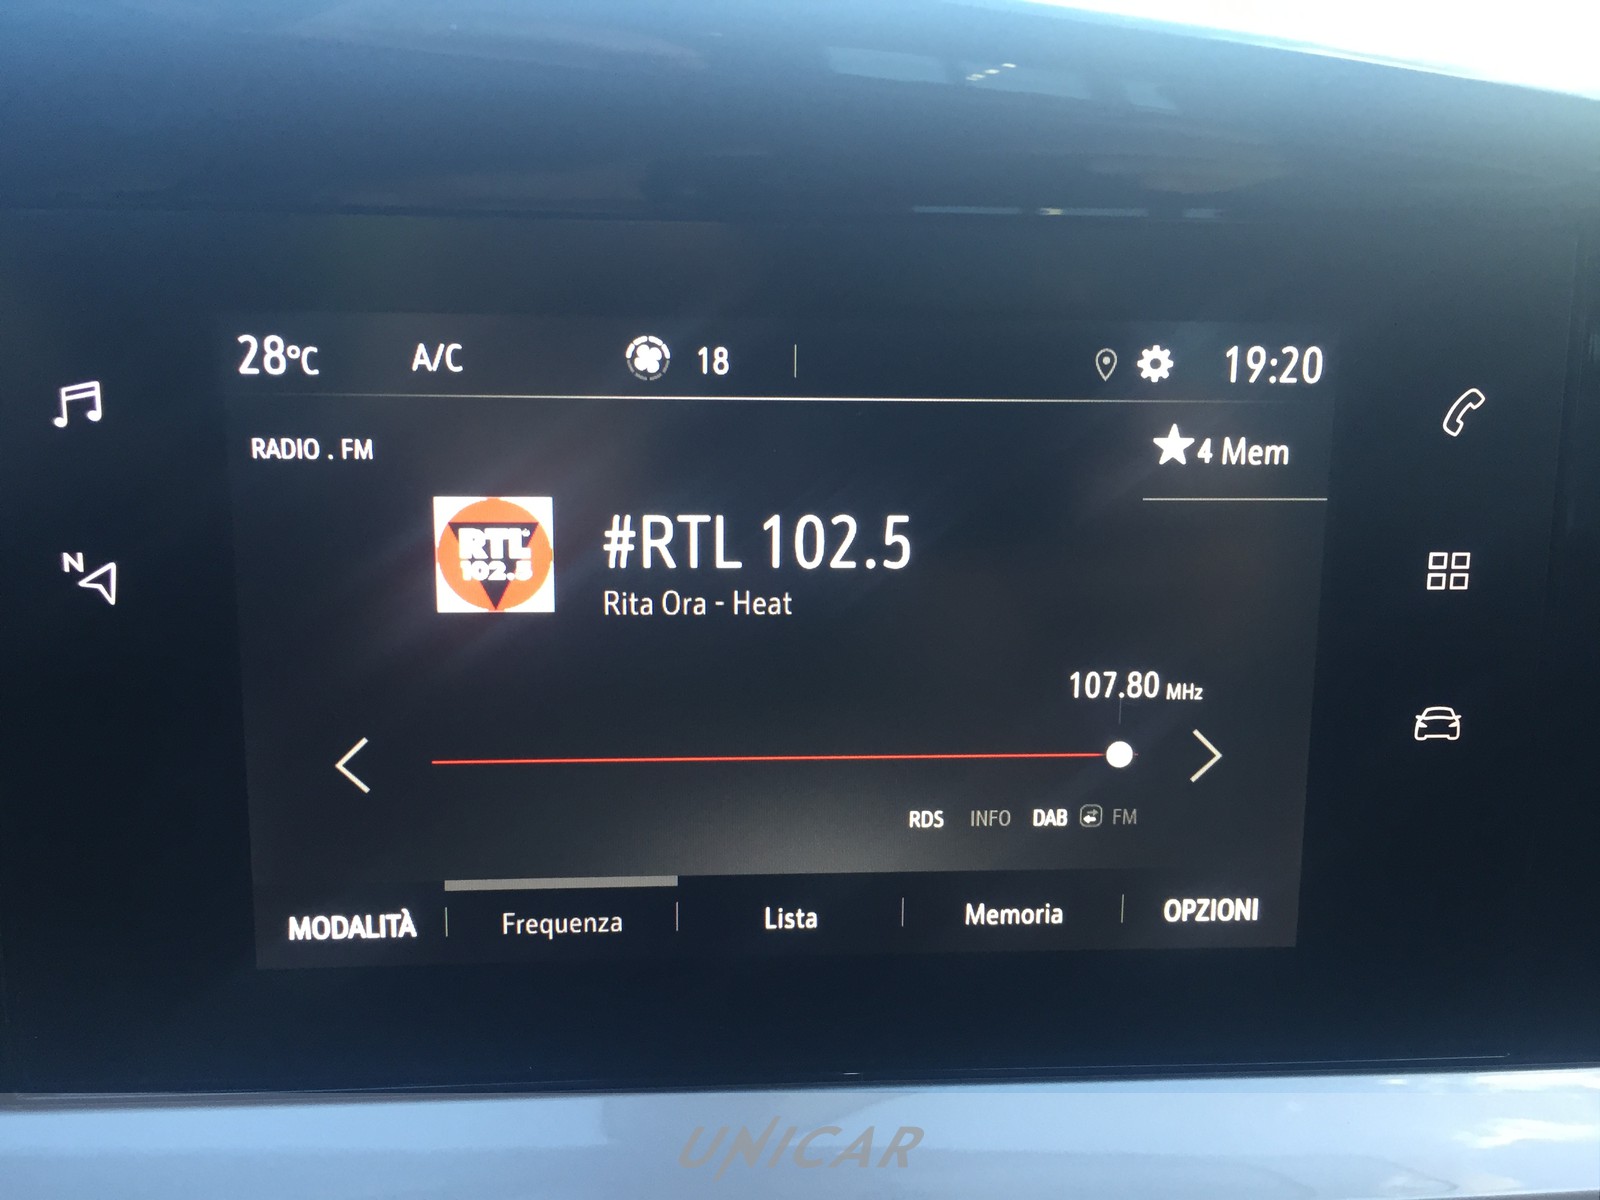 28°C A/C 18 19:20
RADIO . FM
★4 Mem
RTL
102.5
#RTL 102.5
Rita Ora - Heat
N
107.80 MHz
RDS INFO DAB FM
MODALITÀ Frequenza Lista Memoria OPZIONI
UNICAR